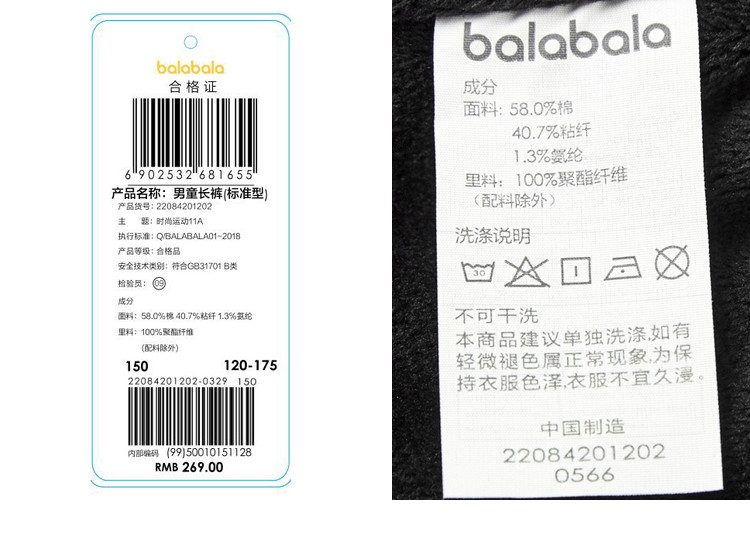 balabala
合格证
6 902532 681655
产品名称：男童长裤(标准型)
产品货号：22084201202
主 题：时尚运动11A
执行标准：Q/BALABALA01-2018
产品等级：合格品
安全技术类别：符合GB31701 B类
检验员：09
成分
面料：58.0%棉 40.7%粘纤 1.3%氨纶
里料：100%聚酯纤维
(配料除外)
150 120-175
22084201202-0329 150
内部编码 (99)50010151128
RMB 269.00
balabala
成分
面料：58.0%棉
40.7%粘纤
1.3%氨纶
里料：100%聚酯纤维
（配料除外）
洗涤说明
30
不可干洗
本商品建议单独洗涤,如有
轻微褪色属正常现象,为保
持衣服色泽,衣服不宜久漫。
中国制造
22084201202
0566